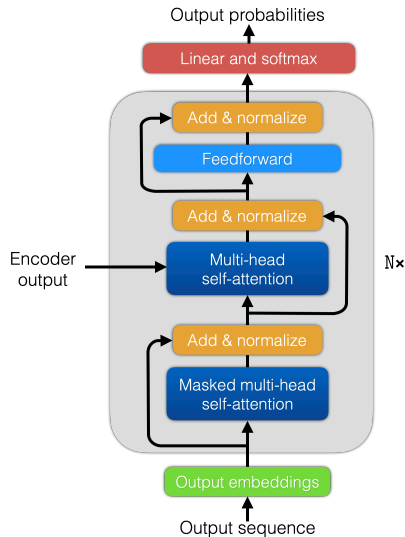 Output probabilities
Linear and softmax
Add & normalize
Feedforward
Add & normalize
Multi-head
self-attention
Encoder
output
N×
Add & normalize
Masked multi-head
self-attention
Output embeddings
Output sequence